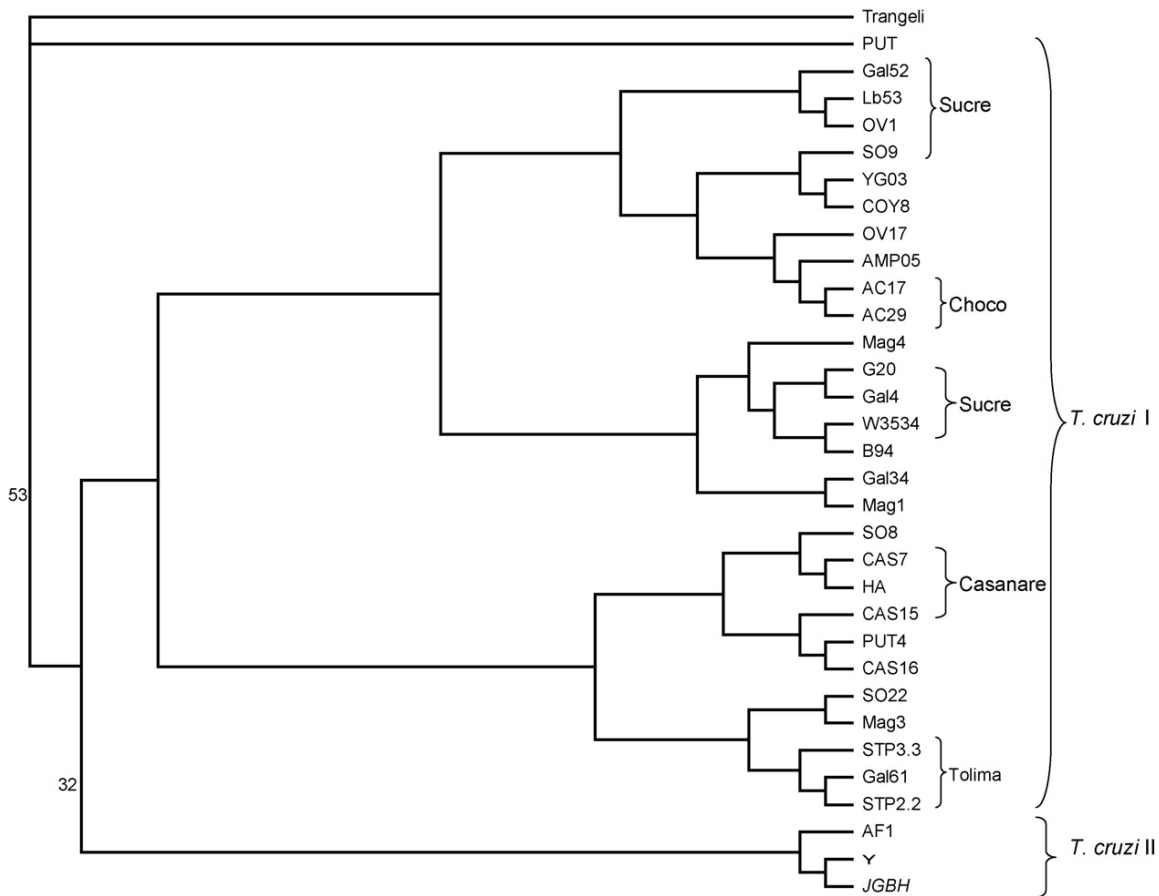 Trangeli
PUT
Gal52
Lb53
OV1
Sucre
SO9
YG03
COY8
OV17
AMP05
AC17
AC29
Choco
Mag4
G20
Gal4
Sucre
W3534
B94
T. cruzi I
Gal34
Mag1
53
SO8
CAS7
HA
Casanare
CAS15
PUT4
CAS16
SO22
Mag3
STP3.3
Gal61
Tolima
STP2.2
32
AF1
Y
JGBH
T. cruzi II